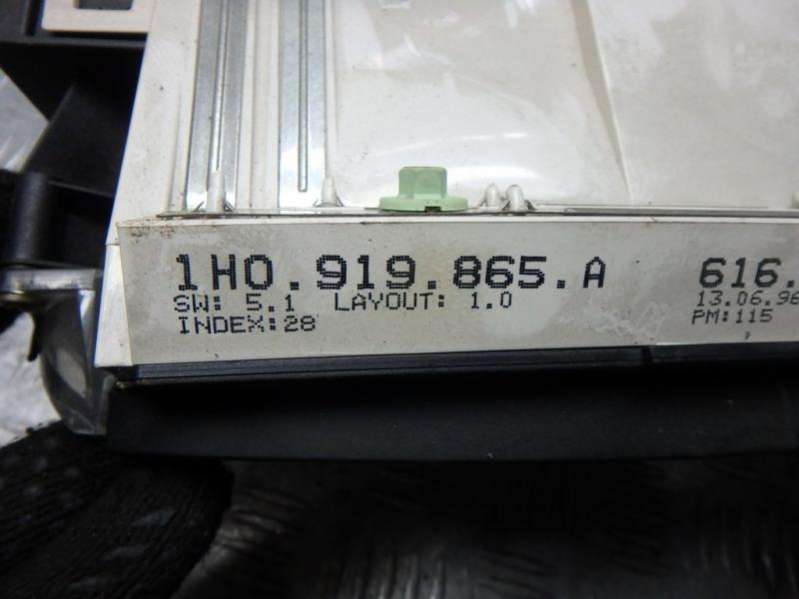 1H0.919.865.A 616.
SW: 5.1 LAYOUT: 1.0 13.06.96
INDEX:28 PM:115